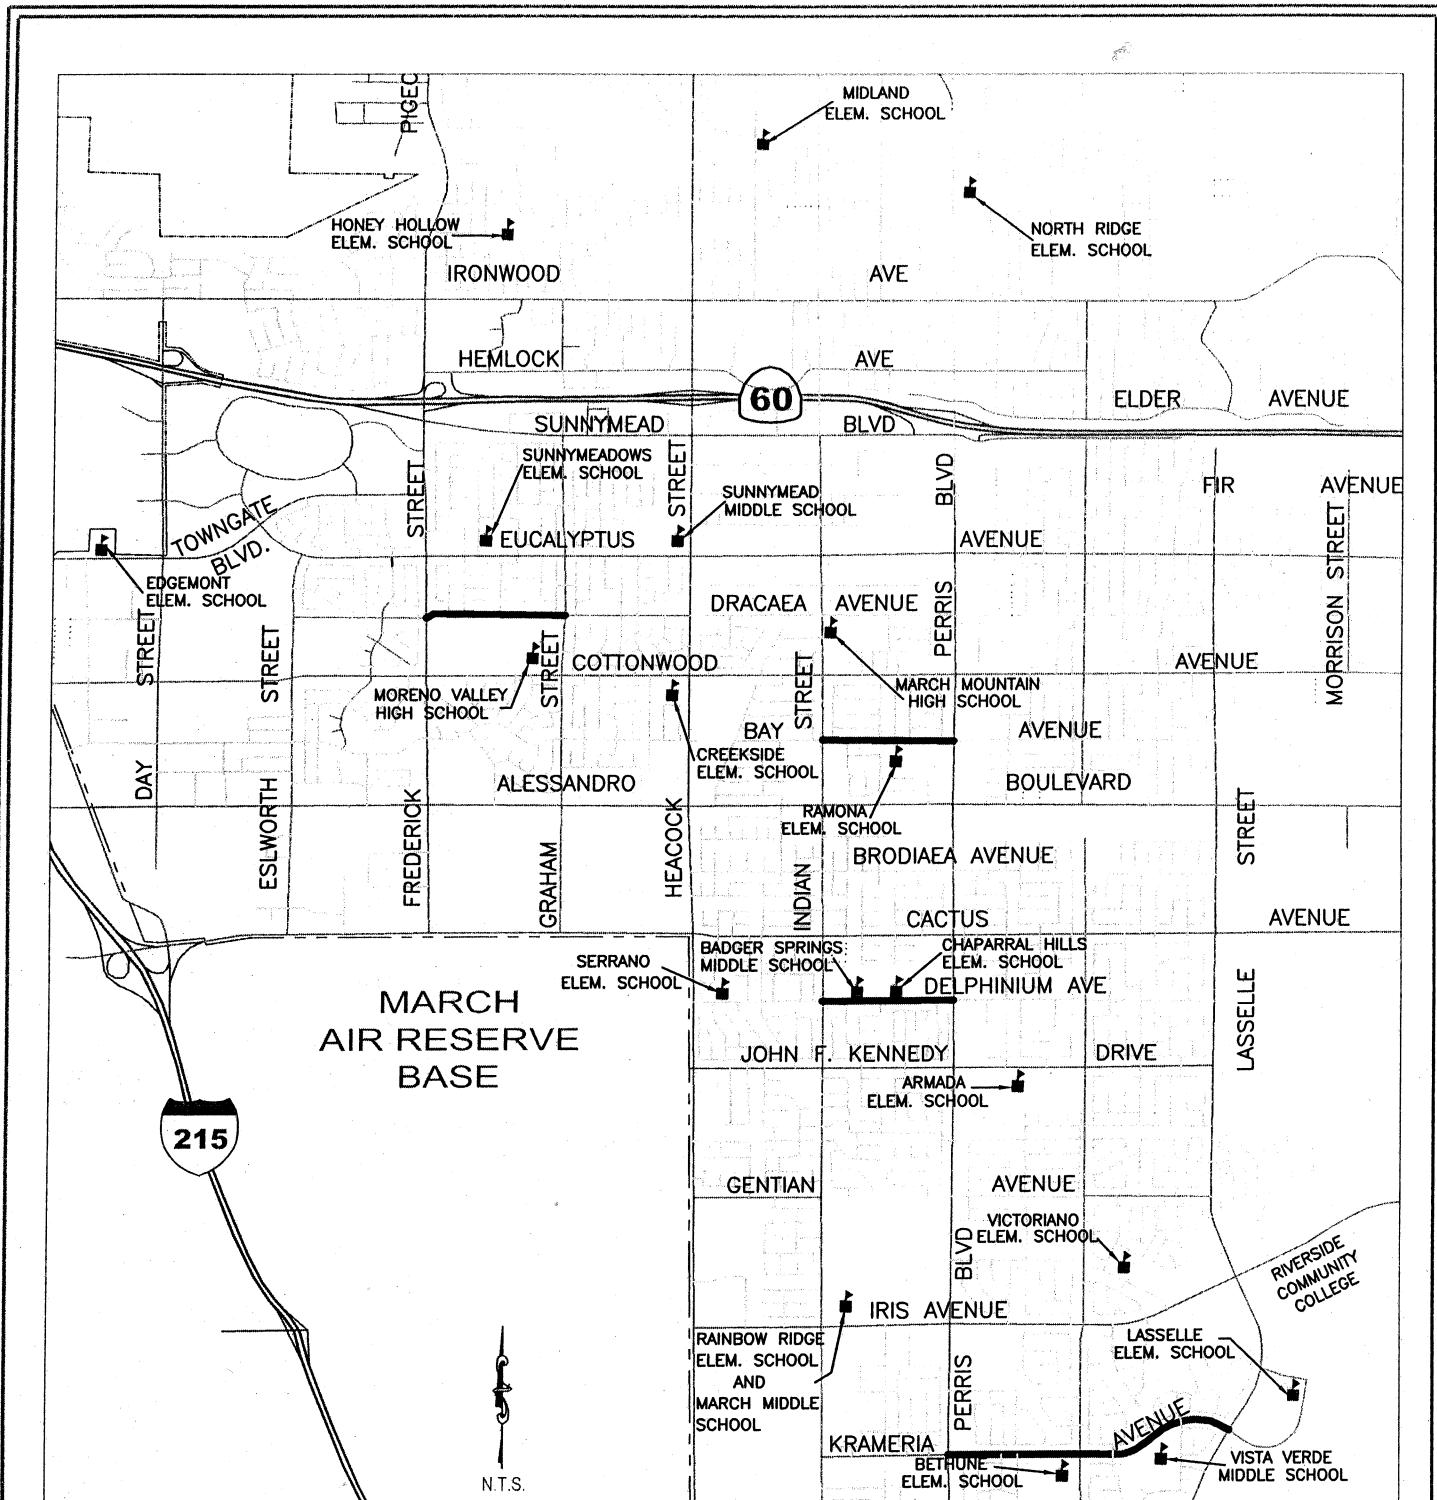 PIGEO
MIDLAND
ELEM. SCHOOL
HONEY HOLLOW
ELEM. SCHOOL
NORTH RIDGE
ELEM. SCHOOL
IRONWOOD AVE
HEMLOCK AVE
60
ELDER AVENUE
SUNNYMEAD BLVD
SUNNYMEADOWS
ELEM. SCHOOL
STREET
STREET
BLVD
SUNNYMEAD
MIDDLE SCHOOL
FIR AVENUE
TOWNGATE
BLVD.
EUCALYPTUS AVENUE
EDGEMONT
ELEM. SCHOOL
DRACAEA AVENUE
PERRIS
MORRISON STREET
STREET
STREET
STREET
COTTONWOOD AVENUE
STREET
MORENO VALLEY
HIGH SCHOOL
MARCH MOUNTAIN
HIGH SCHOOL
BAY AVENUE
CREEKSIDE
ELEM. SCHOOL
DAY
ALESSANDRO BOULEVARD
ESLWORTH
FREDERICK
HEACOCK
RAMONA
ELEM. SCHOOL
STREET
BRODIAEA AVENUE
GRAHAM
INDIAN
CACTUS AVENUE
SERRANO
ELEM. SCHOOL
BADGER SPRINGS
MIDDLE SCHOOL
CHAPARRAL HILLS
ELEM. SCHOOL
DELPHINIUM AVE
LASSELLE
MARCH
AIR RESERVE
BASE
JOHN F. KENNEDY DRIVE
ARMADA
ELEM. SCHOOL
215
GENTIAN AVENUE
VICTORIANO
ELEM. SCHOOL
BLVD
RIVERSIDE
COMMUNITY
COLLEGE
IRIS AVENUE
RAINBOW RIDGE
ELEM. SCHOOL
AND
MARCH MIDDLE
SCHOOL
LASSELLE
ELEM. SCHOOL
PERRIS
KRAMERIA AVENUE
BETHUNE
ELEM. SCHOOL
VISTA VERDE
MIDDLE SCHOOL
N.T.S.